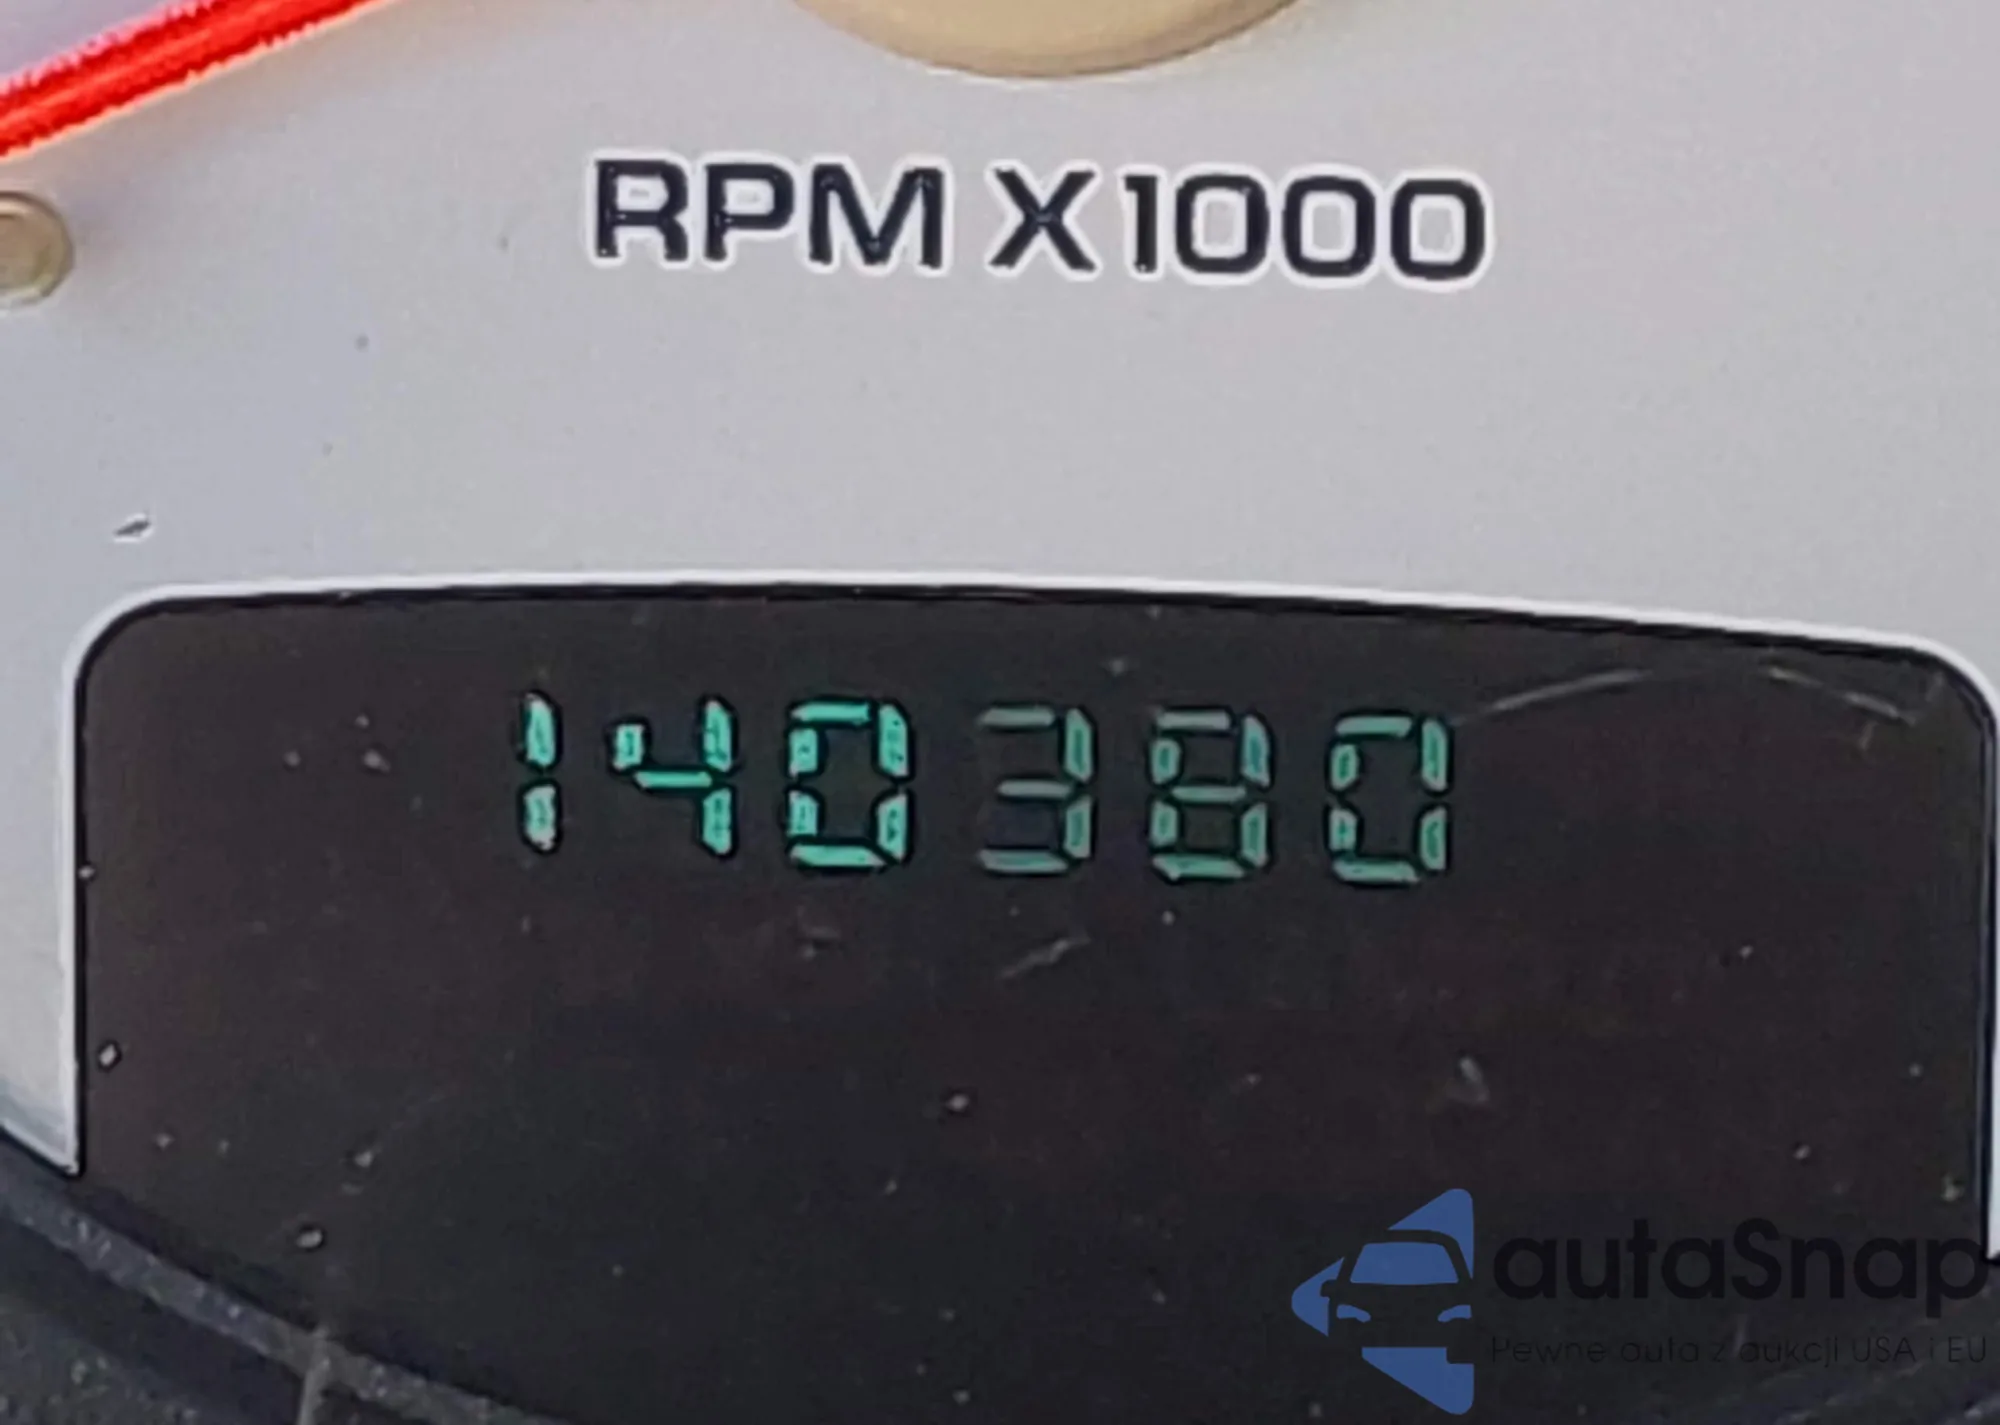 RPM X1000
140380
autaSnap
Pewne auta z aukcji USA i EU